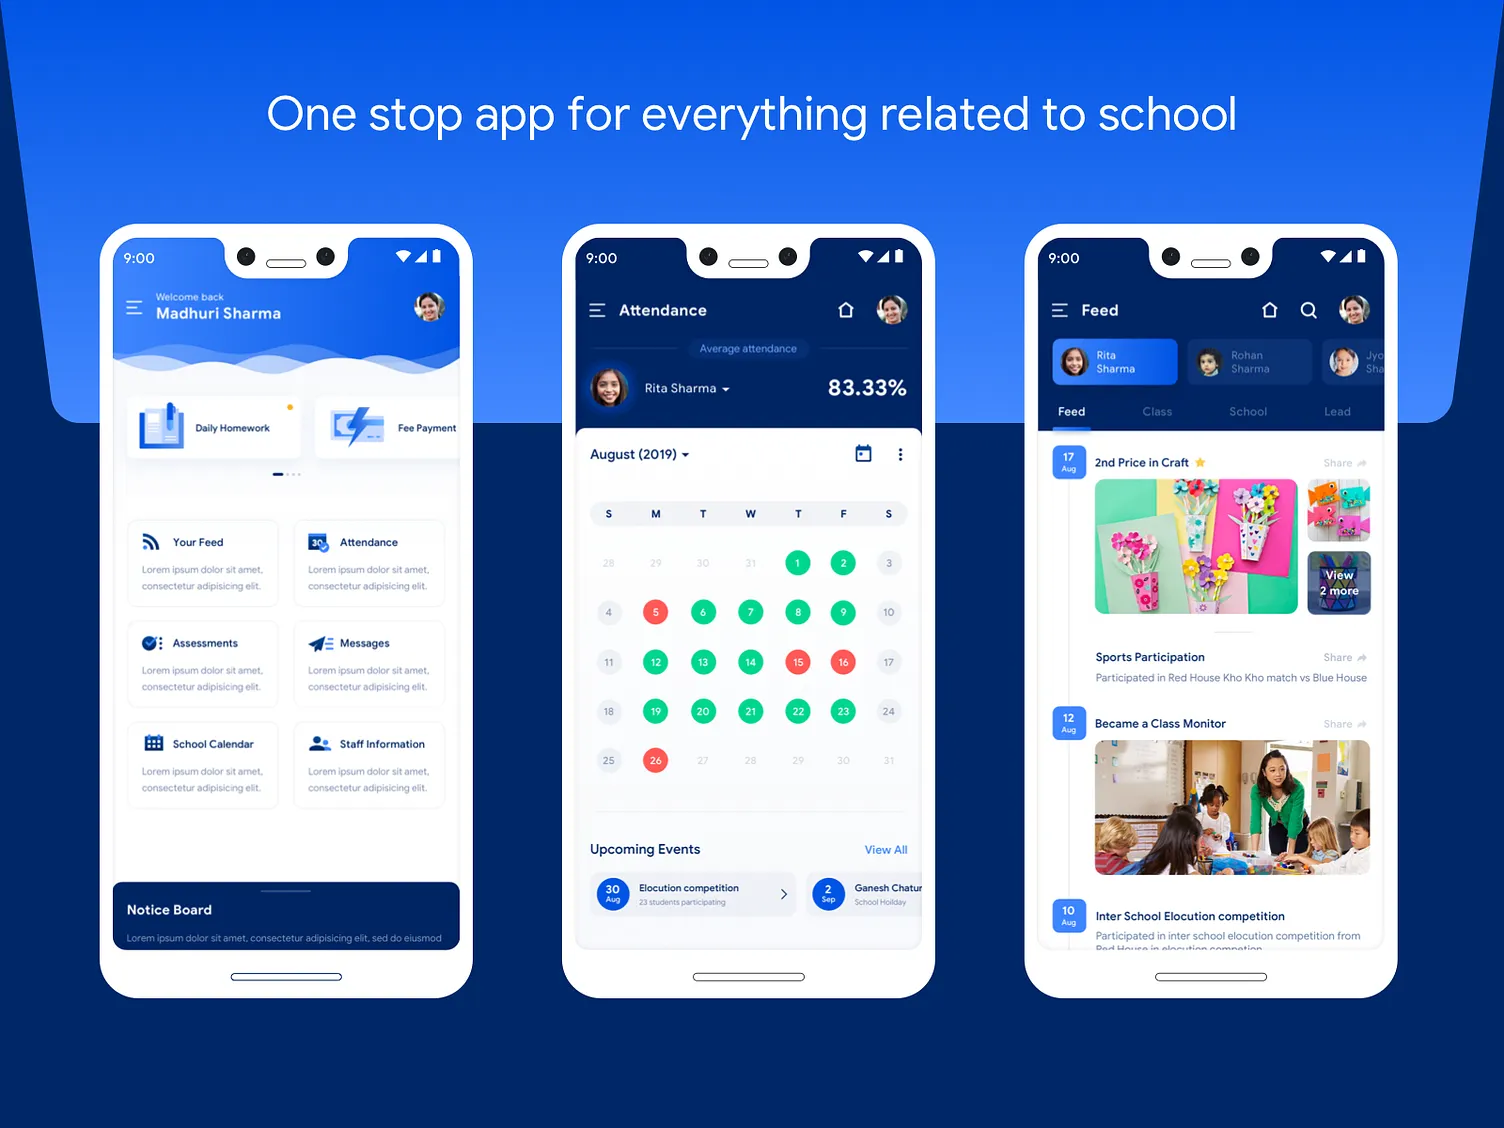 One stop app for everything related to school
9:00
Welcome back
Madhuri Sharma
Daily Homework
Fee Payment
Your Feed
Lorem ipsum dolor sit amet,
consectetur adipisicing elit.
30
Attendance
Lorem ipsum dolor sit amet,
consectetur adipisicing elit.
Assessments
Lorem ipsum dolor sit amet,
consectetur adipisicing elit.
Messages
Lorem ipsum dolor sit amet,
consectetur adipisicing elit.
School Calendar
Lorem ipsum dolor sit amet,
consectetur adipisicing elit.
Staff Information
Lorem ipsum dolor sit amet,
consectetur adipisicing elit.
Notice Board
Lorem ipsum dolor sit amet, consectetur adipisicing elit, sed do eiusmod
9:00
Attendance
Average attendance
Rita Sharma
83.33%
August (2019)
S M T W T F S
28 29 30 31 1 2 3
4 5 6 7 8 9 10
11 12 13 14 15 16 17
18 19 20 21 22 23 24
25 26 27 28 29 30 31
Upcoming Events
View All
30
Aug
Elocution competition
23 students participating
2
Sep
Ganesh Chatur
School Holiday
9:00
Feed
Rita
Sharma
Rohan
Sharma
Jyo
Sha
Feed Class School Lead
17
Aug
2nd Price in Craft
Share
View
2 more
Sports Participation
Share
Participated in Red House Kho Kho match vs Blue House
12
Aug
Became a Class Monitor
Share
10
Aug
Inter School Elocution competition
Participated in inter school elocution competition from
Red House in elocution competion